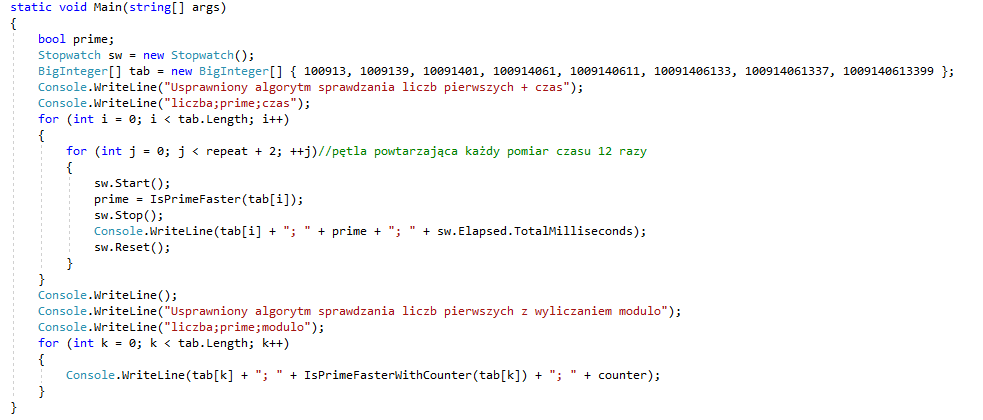 static void Main(string[] args)
{
bool prime;
Stopwatch sw = new Stopwatch();
BigInteger[] tab = new BigInteger[] { 100913, 1009139, 10091401, 100914061, 1009140611, 10091406133, 100914061337, 1009140613399 };
Console.WriteLine("Usprawniony algorytm sprawdzania liczb pierwszych + czas");
Console.WriteLine("liczba;prime;czas");
for (int i = 0; i < tab.Length; i++)
{
for (int j = 0; j < repeat + 2; ++j)//pętla powtarzająca każdy pomiar czasu 12 razy
{
sw.Start();
prime = IsPrimeFaster(tab[i]);
sw.Stop();
Console.WriteLine(tab[i] + "; " + prime + "; " + sw.Elapsed.TotalMilliseconds);
sw.Reset();
}
}
Console.WriteLine();
Console.WriteLine("Usprawniony algorytm sprawdzania liczb pierwszych z wyliczaniem modulo");
Console.WriteLine("liczba;prime;modulo");
for (int k = 0; k < tab.Length; k++)
{
Console.WriteLine(tab[k] + "; " + IsPrimeFasterWithCounter(tab[k]) + "; " + counter);
}
}